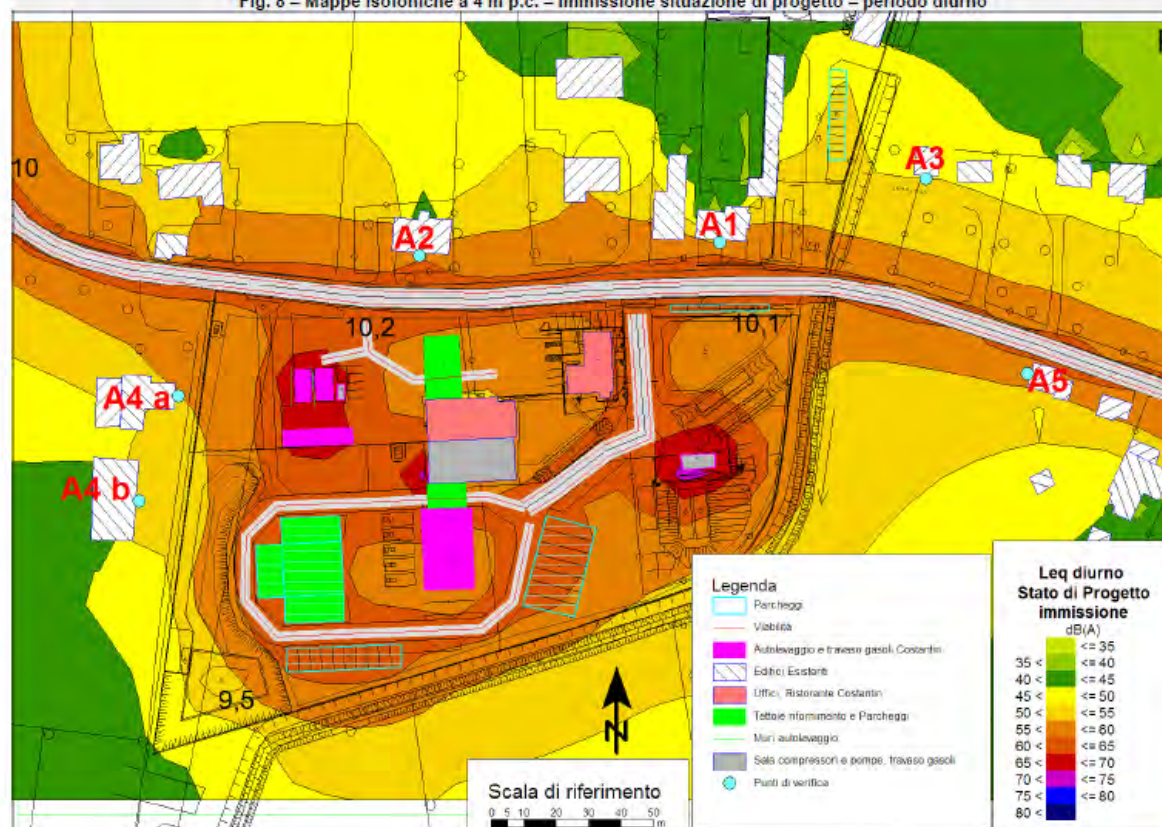 Fig. 8 – Mappe isofoniche a 4 m p.c. – Immissione situazione di progetto – periodo diurno
10
A3
A2
A1
10,2
10,1
A5
A4 a
A4 b
9,5
N
Scala di riferimento
0 5 10 20 30 40 50
m
Legenda
Parcheggi
Viabilità
Autolavaggio e travaso gasoli Costantin
Edifici Esistenti
Uffici, Ristorante Costantin
Tettoie rifornimento e Parcheggi
Muri autolavaggio
Sala compressori e pompe, travaso gasoli
Punti di verifica
Leq diurno
Stato di Progetto
immissione
dB(A)
<= 35
35 < <= 40
40 < <= 45
45 < <= 50
50 < <= 55
55 < <= 60
60 < <= 65
65 < <= 70
70 < <= 75
75 < <= 80
80 <